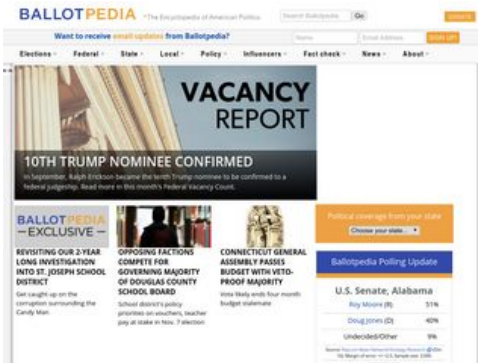 BALLOTPEDIA
The Encyclopedia of American Politics
Search Ballotpedia
Go
DONATE
Want to receive email updates from Ballotpedia?
Name
Email Address
SIGN UP!
Elections
Federal
State
Local
Policy
Influencers
Fact check
News
About
VACANCY
REPORT
10TH TRUMP NOMINEE CONFIRMED
In September, Ralph Erickson became the tenth Trump nominee to be confirmed to a
federal judgeship. Read more in this month's Federal Vacancy Count.
BALLOTPEDIA
—EXCLUSIVE—
REVISITING OUR 2-YEAR
LONG INVESTIGATION
INTO ST. JOSEPH SCHOOL
DISTRICT
Get caught up on the
corruption surrounding the
Candy Man
OPPOSING FACTIONS
COMPETE FOR
GOVERNING MAJORITY
OF DOUGLAS COUNTY
SCHOOL BOARD
School district's policy
priorities on vouchers, teacher
pay at stake in Nov. 7 election
CONNECTICUT GENERAL
ASSEMBLY PASSES
BUDGET WITH VETO-
PROOF MAJORITY
Vote likely ends four month
budget stalemate
Political coverage from your state
Choose your state...
Ballotpedia Polling Update
U.S. Senate, Alabama
Roy Moore (R) 51%
Doug Jones (D) 40%
Undecided/Other 9%